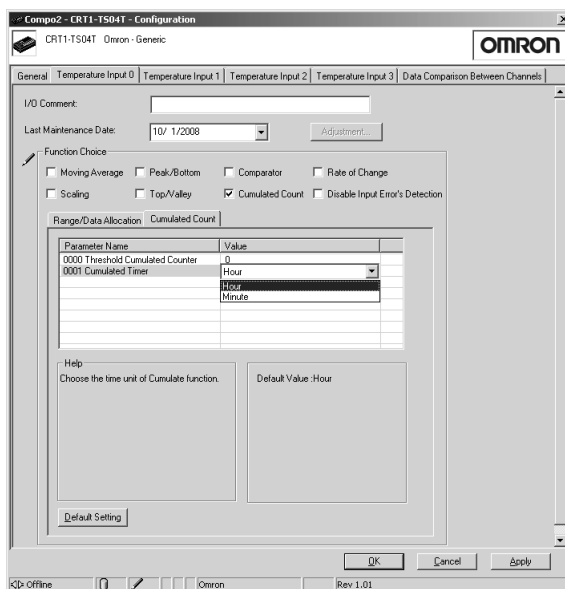 Compo2 - CRT1-TS04T - Configuration
CRT1-TS04T Omron - Generic
OMRON
General Temperature Input 0 Temperature Input 1 Temperature Input 2 Temperature Input 3 Data Comparison Between Channels
I/O Comment:
Last Maintenance Date: 10/ 1/2008 Adjustment...
Function Choice
Moving Average Peak/Bottom Comparator Rate of Change
Scaling Top/Valley Cumulated Count Disable Input Error's Detection
Range/Data Allocation Cumulated Count
Parameter Name Value
0000 Threshold Cumulated Counter 0
0001 Cumulated Timer Hour
Hour
Minute
Help
Choose the time unit of Cumulate function. Default Value :Hour
Default Setting
OK Cancel Apply
Offline Omron Rev 1.01